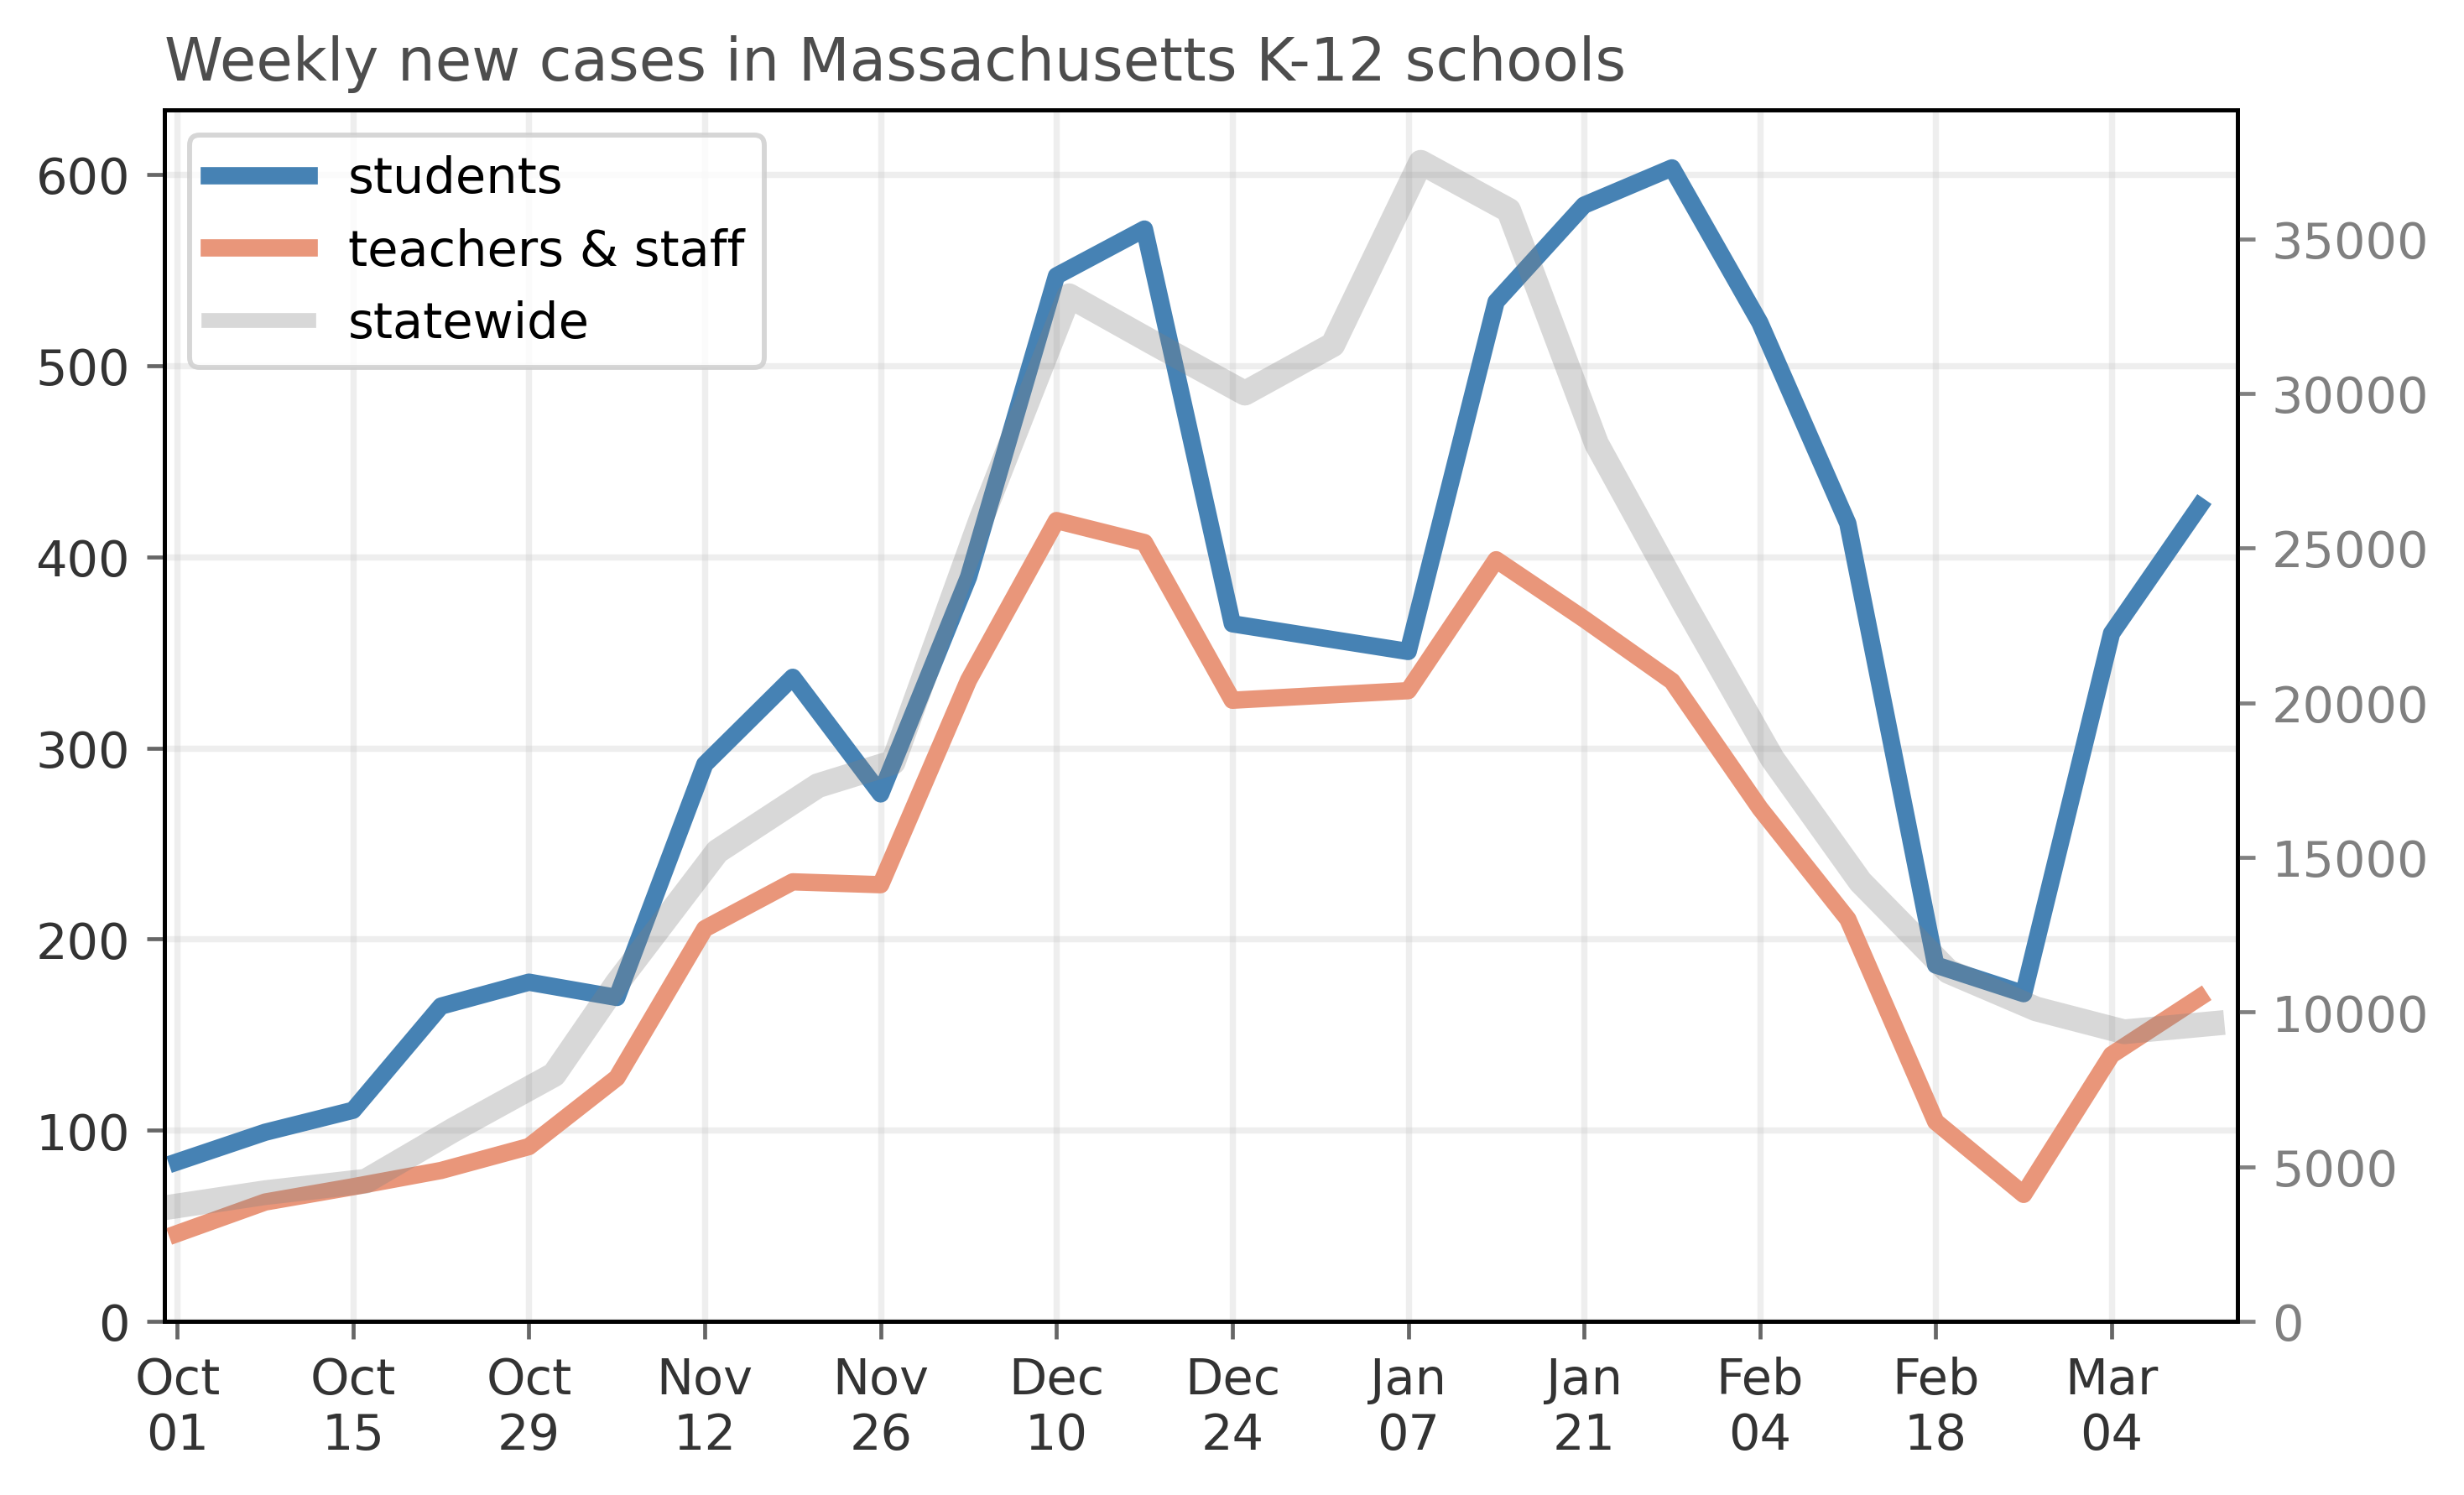 Weekly new cases in Massachusetts K-12 schools
students
teachers & staff
statewide
600
500
400
300
200
100
0
35000
30000
25000
20000
15000
10000
5000
0
Oct Oct Oct Nov Nov Dec Dec Jan Jan Feb Feb Mar
01 15 29 12 26 10 24 07 21 04 18 04